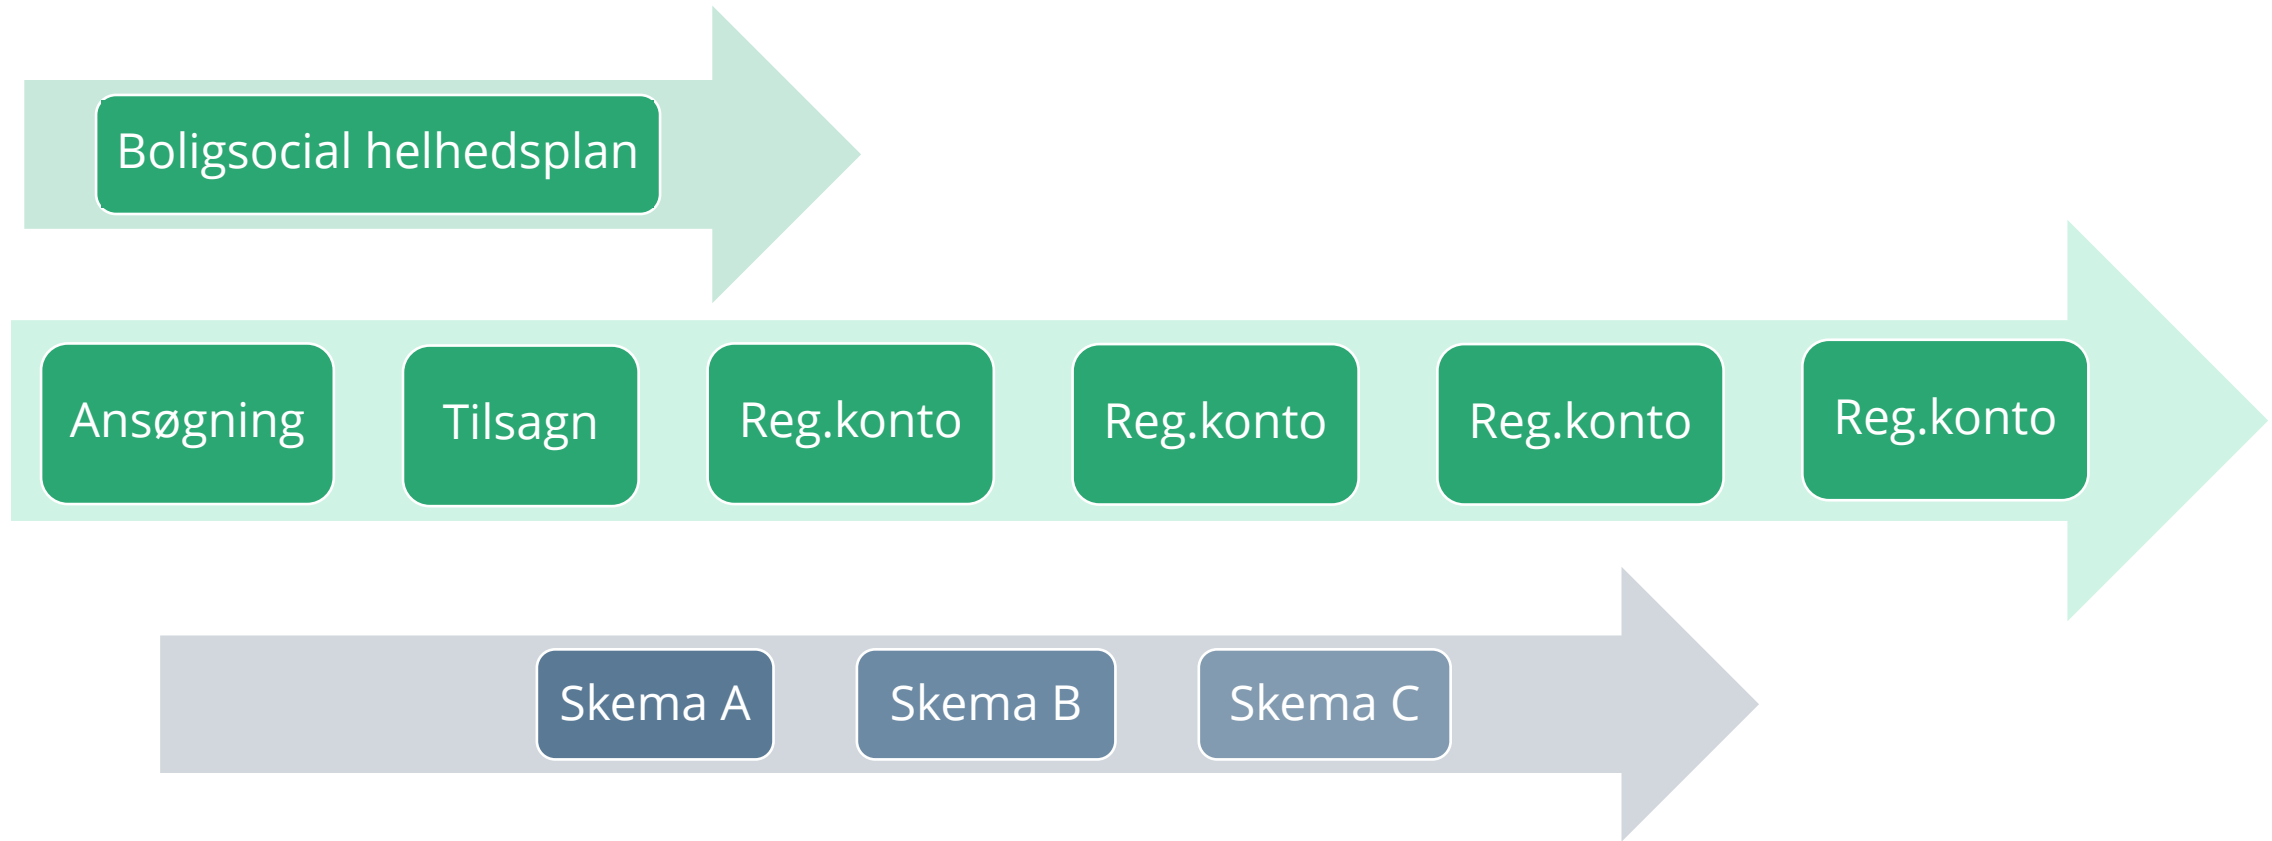 Boligsocial helhedsplan
Ansøgning
Tilsagn
Reg.konto
Reg.konto
Reg.konto
Reg.konto
Skema A
Skema B
Skema C